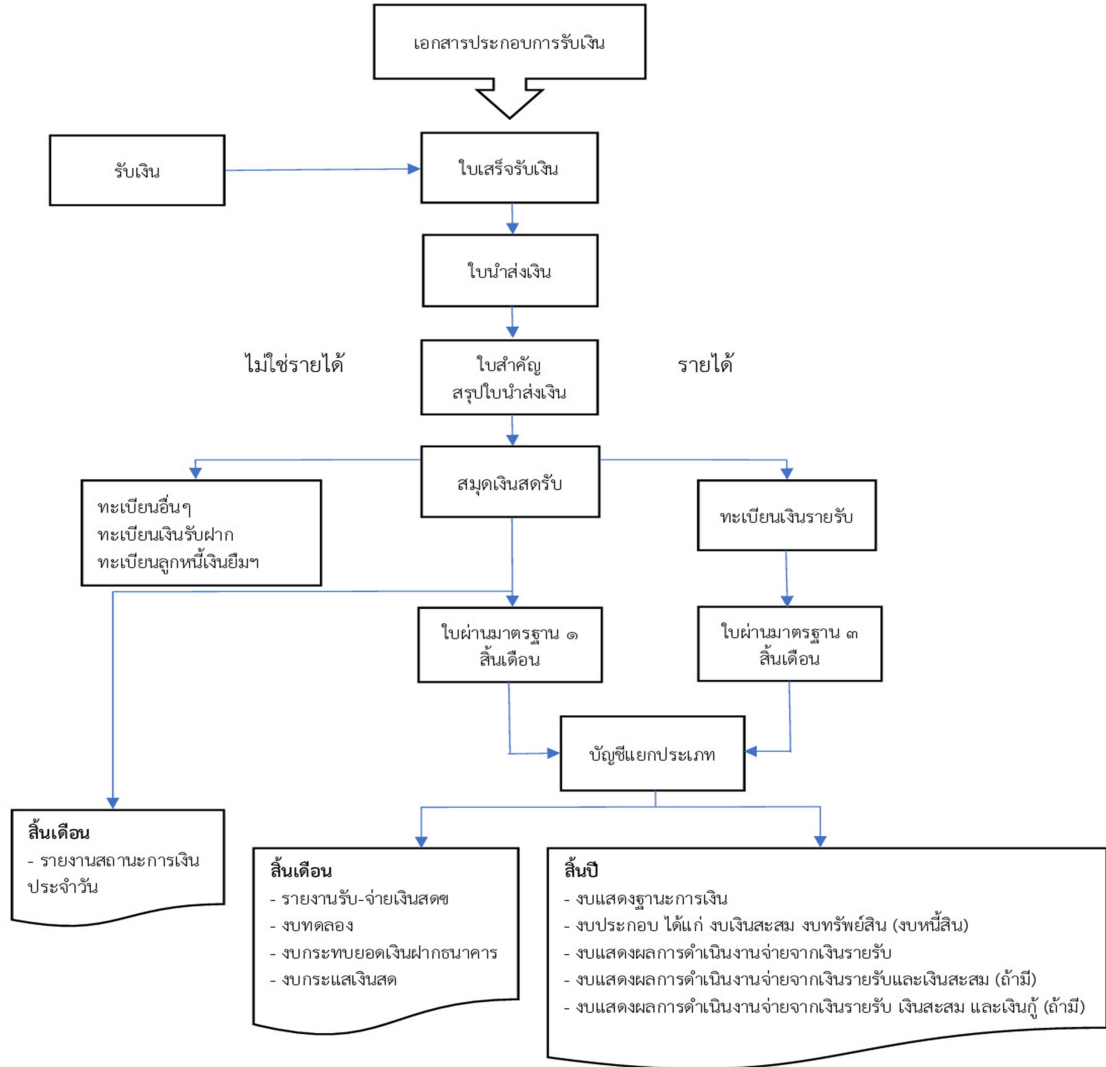 เอกสารประกอบการรับเงิน
รับเงิน
ใบเสร็จรับเงิน
ใบนำส่งเงิน
ไม่ใช่รายได้
ใบสำคัญ
สรุปใบนำส่งเงิน
รายได้
สมุดเงินสดรับ
ทะเบียนอื่นๆ
ทะเบียนเงินรับฝาก
ทะเบียนลูกหนี้เงินยืมฯ
ทะเบียนเงินรายรับ
ใบผ่านมาตรฐาน ๑
สิ้นเดือน
ใบผ่านมาตรฐาน ๓
สิ้นเดือน
บัญชีแยกประเภท
สิ้นเดือน
- รายงานสถานะการเงิน
ประจำวัน
สิ้นเดือน
- รายงานรับ-จ่ายเงินสดข
- งบทดลอง
- งบกระทบยอดเงินฝากธนาคาร
- งบกระแสเงินสด
สิ้นปี
- งบแสดงฐานะการเงิน
- งบประกอบ ได้แก่ งบเงินสะสม งบทรัพย์สิน (งบหนี้สิน)
- งบแสดงผลการดำเนินงานจ่ายจากเงินรายรับ
- งบแสดงผลการดำเนินงานจ่ายจากเงินรายรับและเงินสะสม (ถ้ามี)
- งบแสดงผลการดำเนินงานจ่ายจากเงินรายรับ เงินสะสม และเงินกู้ (ถ้ามี)